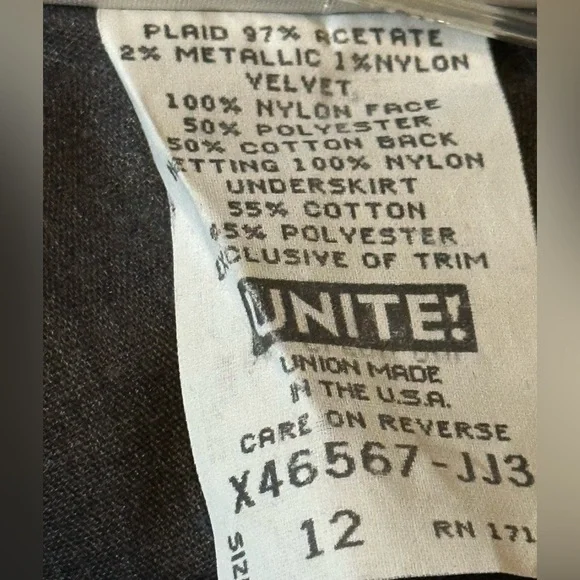 PLAID 97% ACETATE
2% METALLIC 1%NYLON
VELVET
100% NYLON FACE
50% POLYESTER
50% COTTON BACK
NETTING 100% NYLON
UNDERSKIRT
55% COTTON
45% POLYESTER
EXCLUSIVE OF TRIM
UNITE!
UNION MADE
IN THE U.S.A.
CARE ON REVERSE
X46567-JJ3
SIZ
12
RN 171